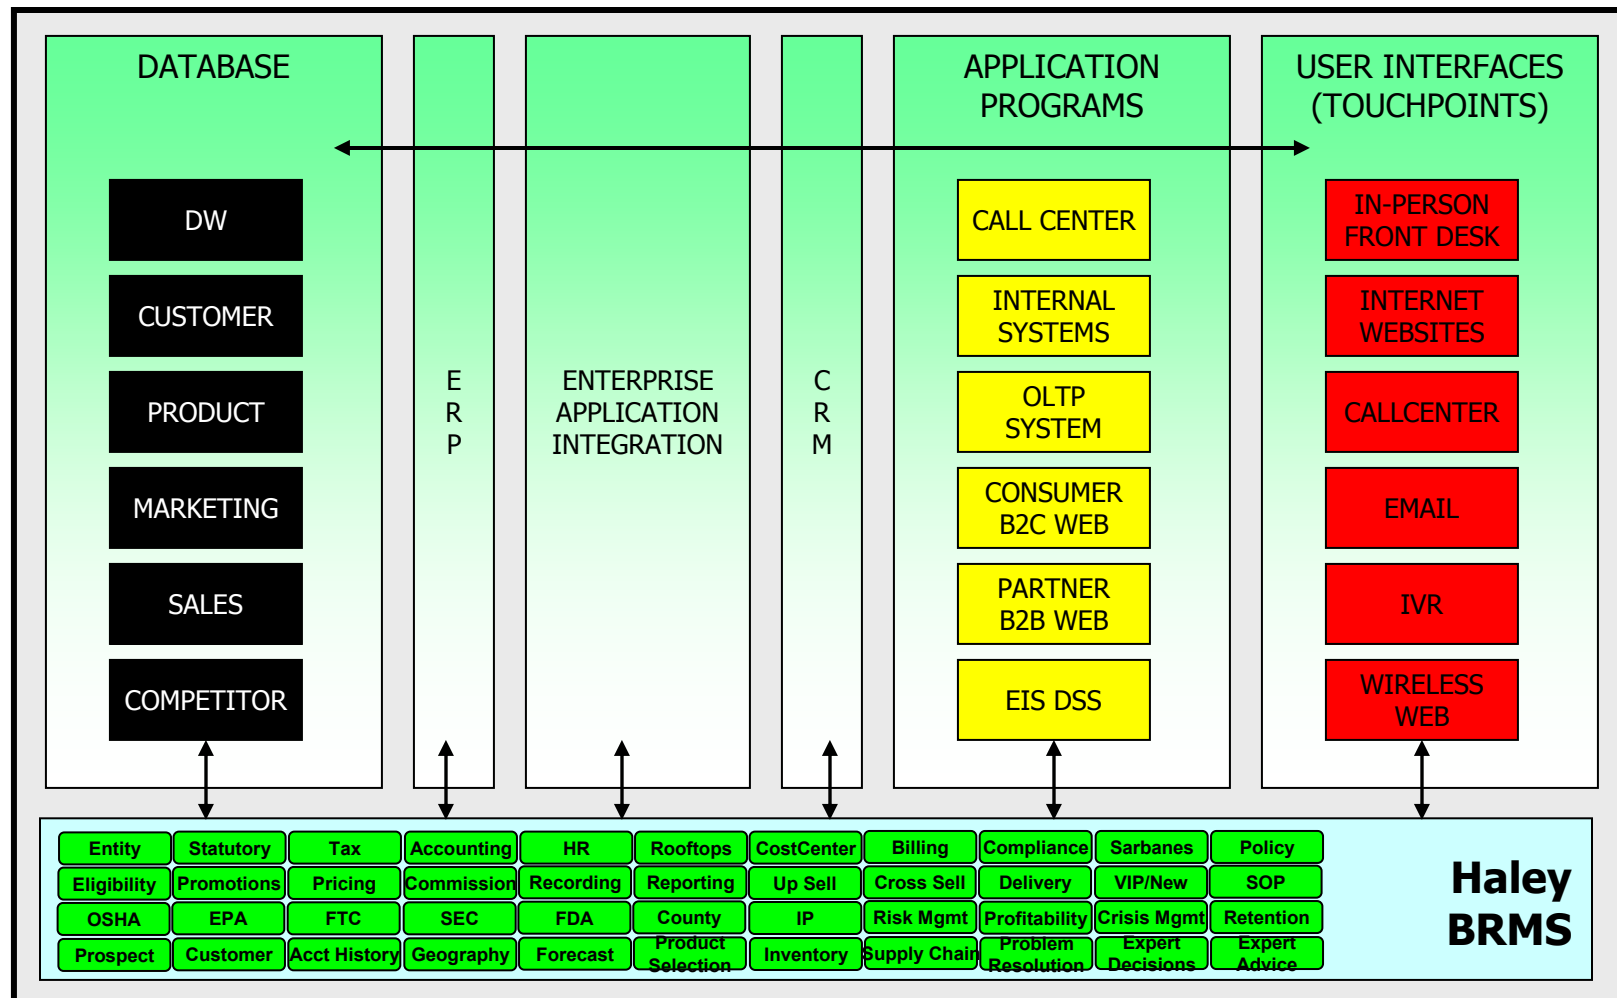 DATABASE
DW
CUSTOMER
PRODUCT
MARKETING
SALES
COMPETITOR
E
R
P
ENTERPRISE
APPLICATION
INTEGRATION
C
R
M
APPLICATION
PROGRAMS
CALL CENTER
INTERNAL
SYSTEMS
OLTP
SYSTEM
CONSUMER
B2C WEB
PARTNER
B2B WEB
EIS DSS
USER INTERFACES
(TOUCHPOINTS)
IN-PERSON
FRONT DESK
INTERNET
WEBSITES
CALLCENTER
EMAIL
IVR
WIRELESS
WEB
Entity Statutory Tax Accounting HR Rooftops CostCenter Billing Compliance Sarbanes Policy
Eligibility Promotions Pricing Commission Recording Reporting Up Sell Cross Sell Delivery VIP/New SOP
OSHA EPA FTC SEC FDA County IP Risk Mgmt Profitability Crisis Mgmt Retention
Prospect Customer Acct History Geography Forecast Product Selection Inventory Supply Chain Problem Resolution Expert Decisions Expert Advice
Haley
BRMS